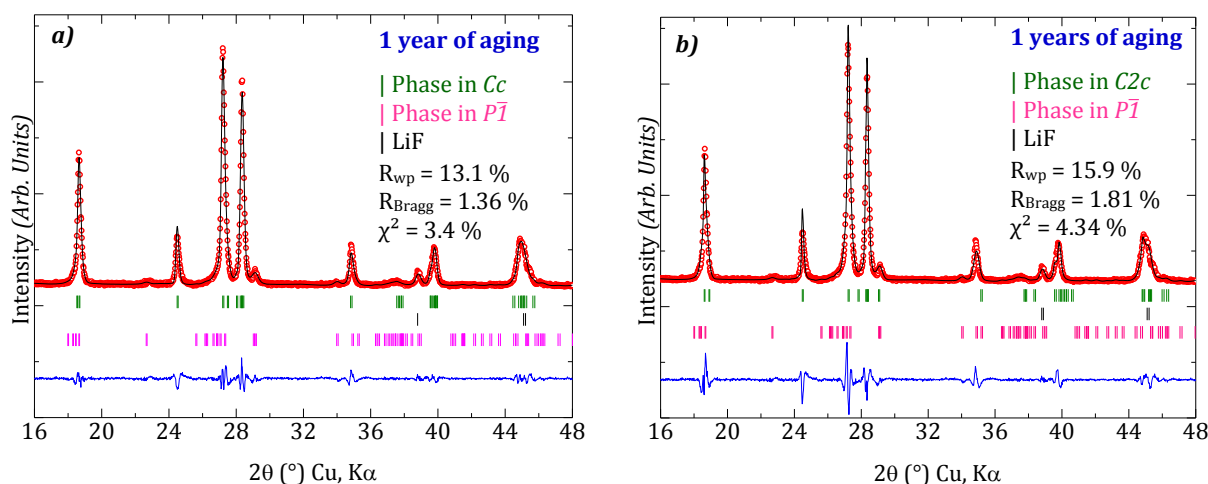 a)
1 year of aging
| Phase in Cc
| Phase in P1̅
| LiF
Rwp = 13.1 %
RBragg = 1.36 %
χ² = 3.4 %
Intensity (Arb. Units)
16 20 24 28 32 36 40 44 48
2θ (°) Cu, Kα
b)
1 years of aging
| Phase in C2c
| Phase in P1̅
| LiF
Rwp = 15.9 %
RBragg = 1.81 %
χ² = 4.34 %
Intensity (Arb. Units)
16 20 24 28 32 36 40 44 48
2θ (°) Cu, Kα